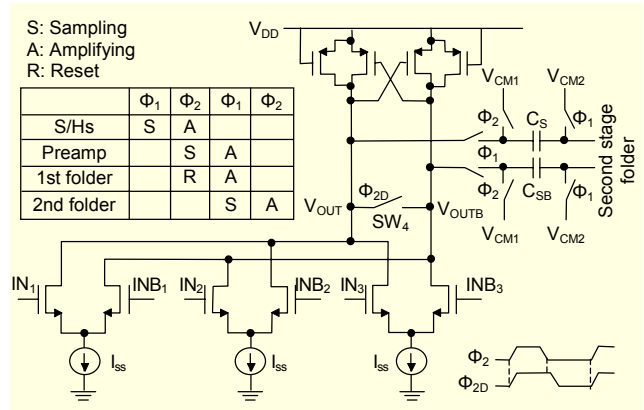 S: Sampling
A: Amplifying
R: Reset
Φ1 Φ2 Φ1 Φ2
S/Hs S A
Preamp S A
1st folder R A
2nd folder S A
VDD
VCM1 VCM2
Φ2 CS Φ1
Φ1
Φ2 CSB Φ1
VCM1 VCM2
Second stage
folder
Φ2D
VOUT SW4 VOUTB
IN1 INB1 IN2 INB2 IN3 INB3
Iss Iss Iss
Φ2
Φ2D